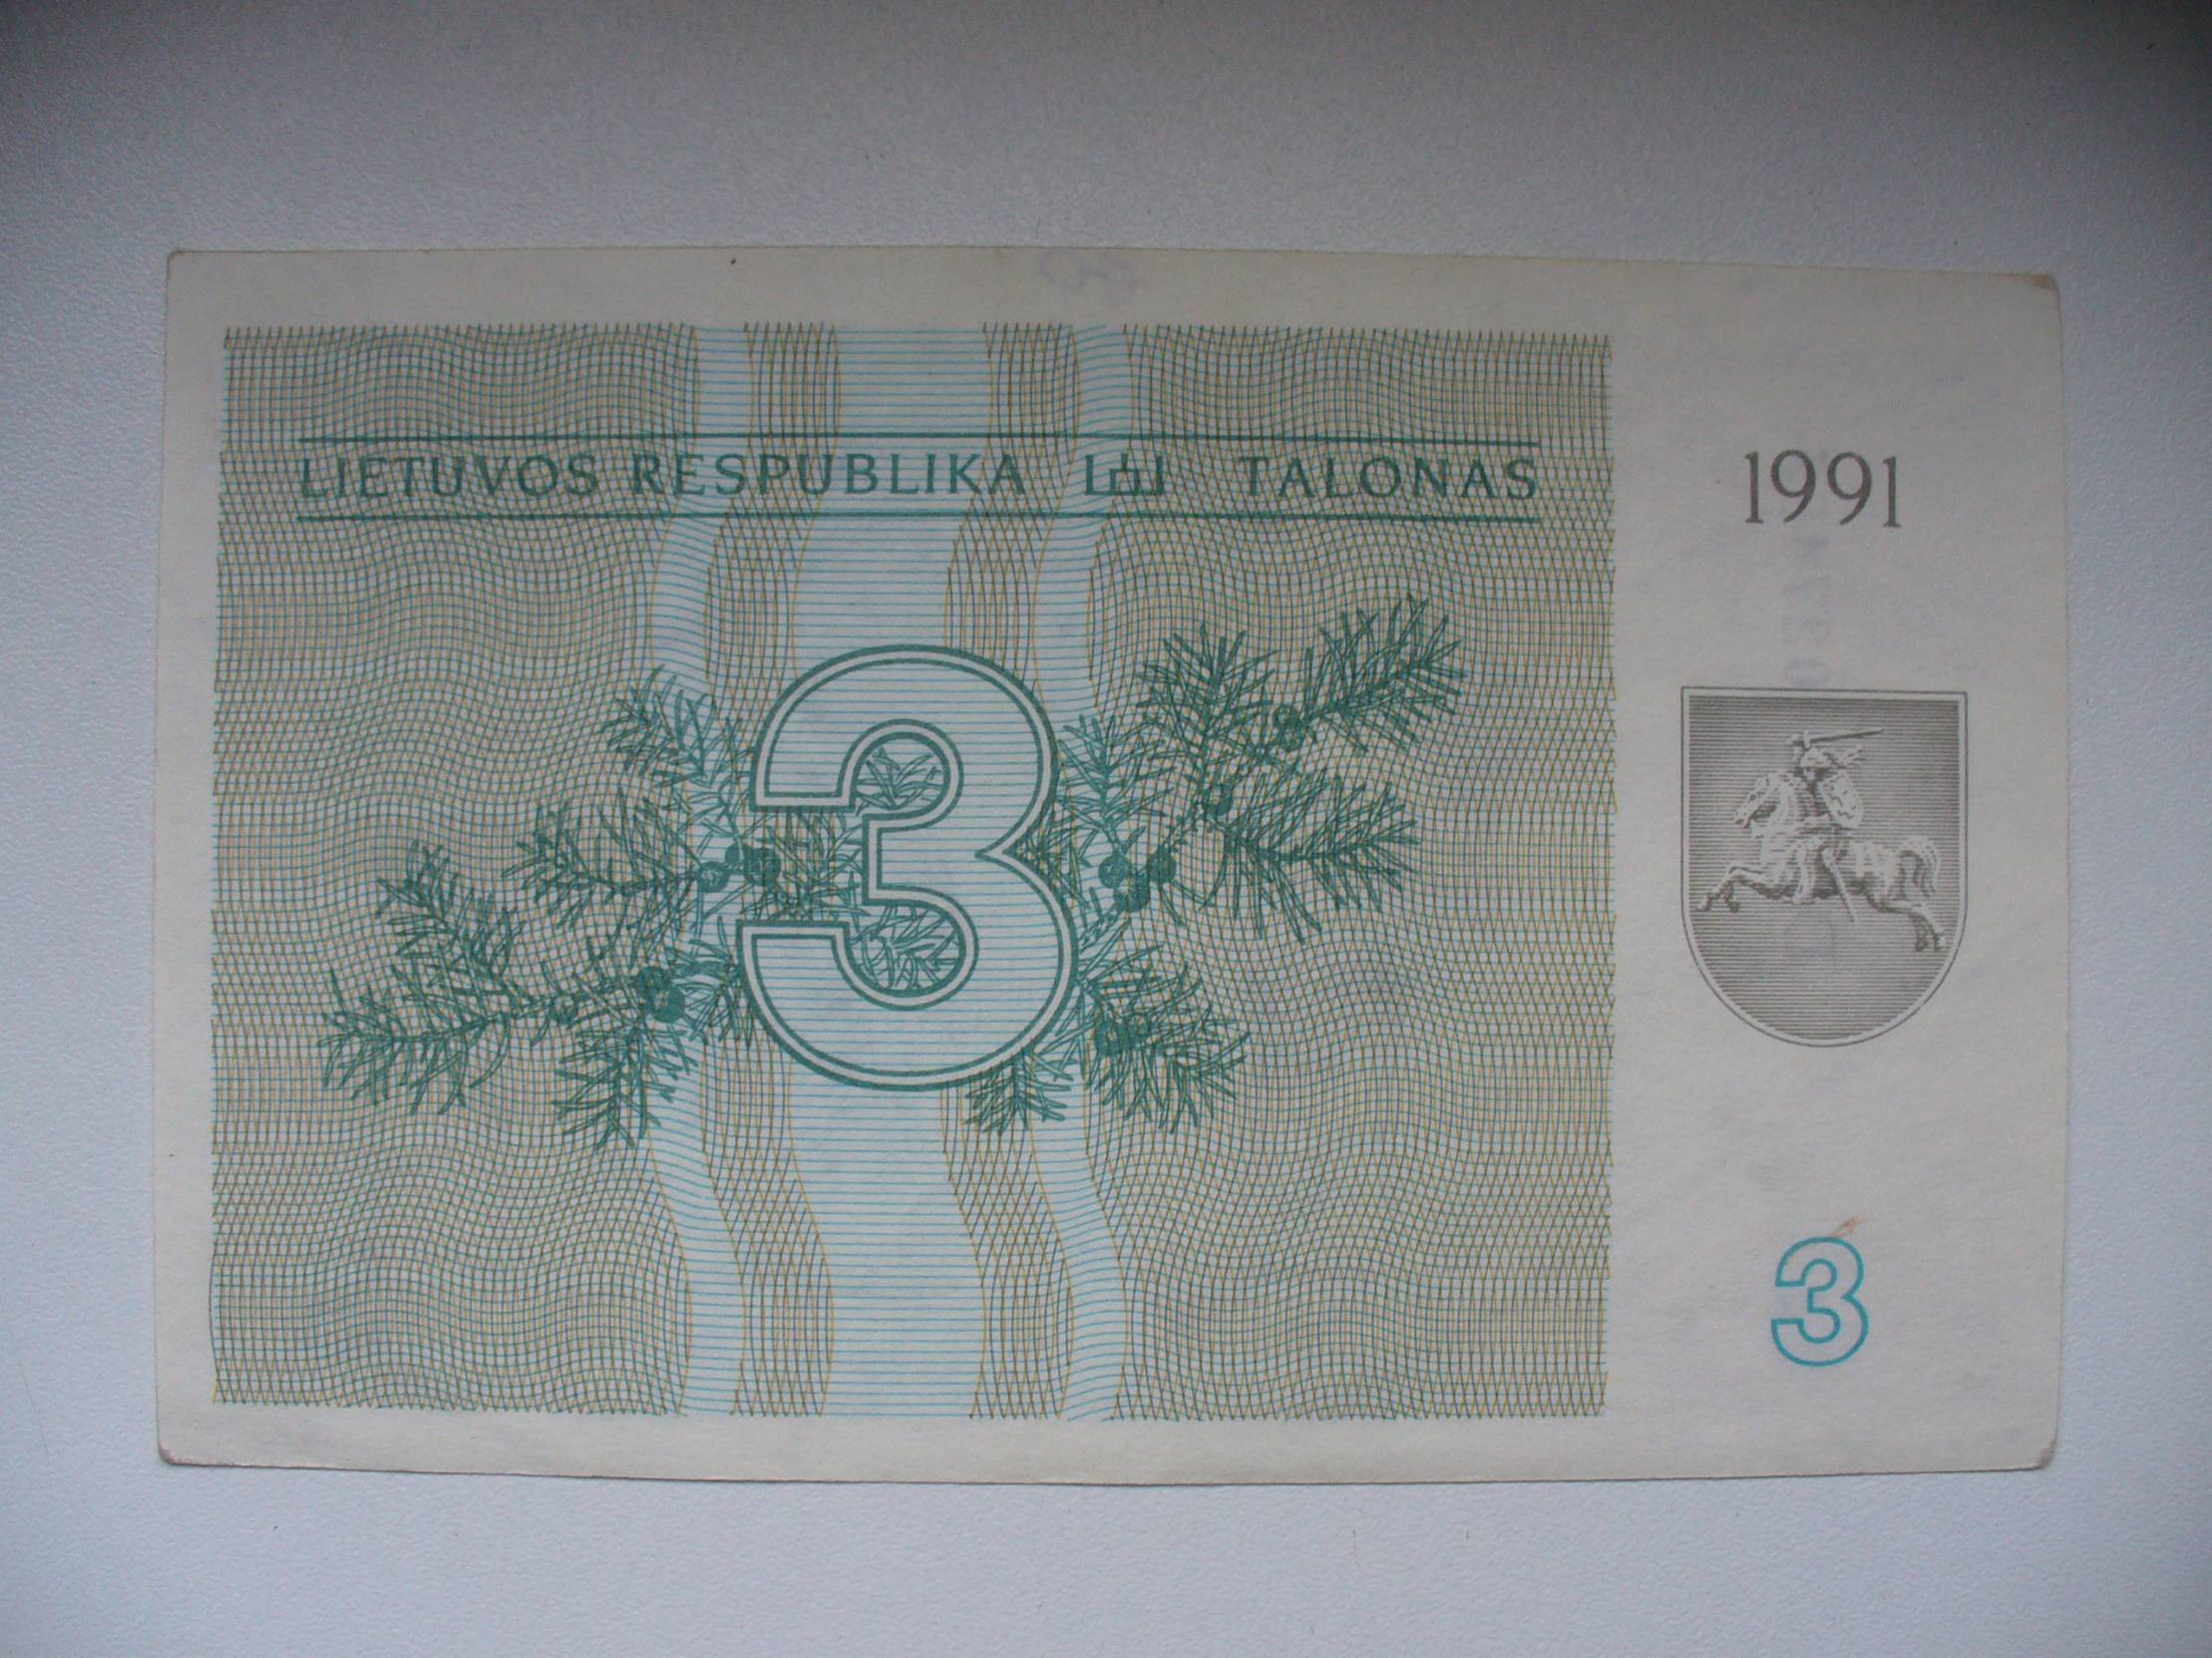 LIETUVOS RESPUBLIKA TALONAS
1991
3
3